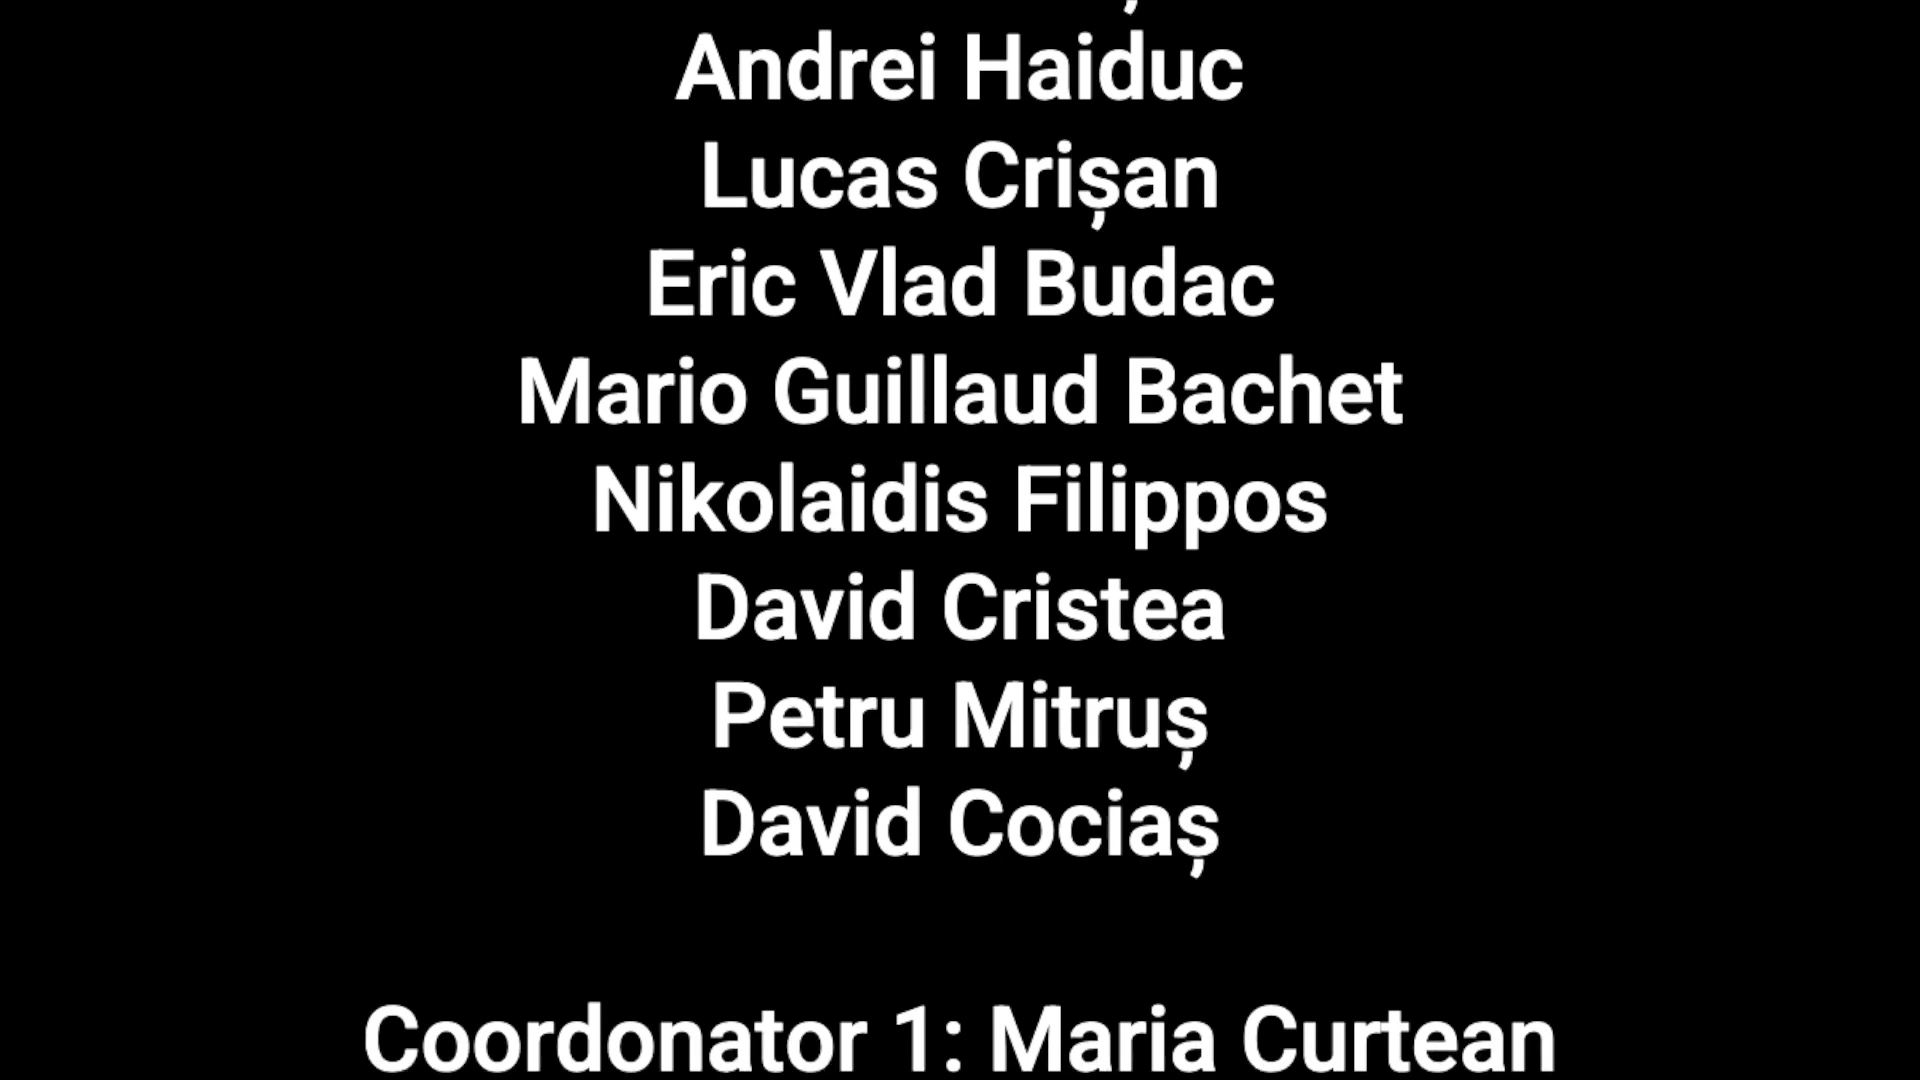 Andrei Haiduc
Lucas Crișan
Eric Vlad Budac
Mario Guillaud Bachet
Nikolaidis Filippos
David Cristea
Petru Mitruș
David Cociaș
Coordonator 1: Maria Curtean